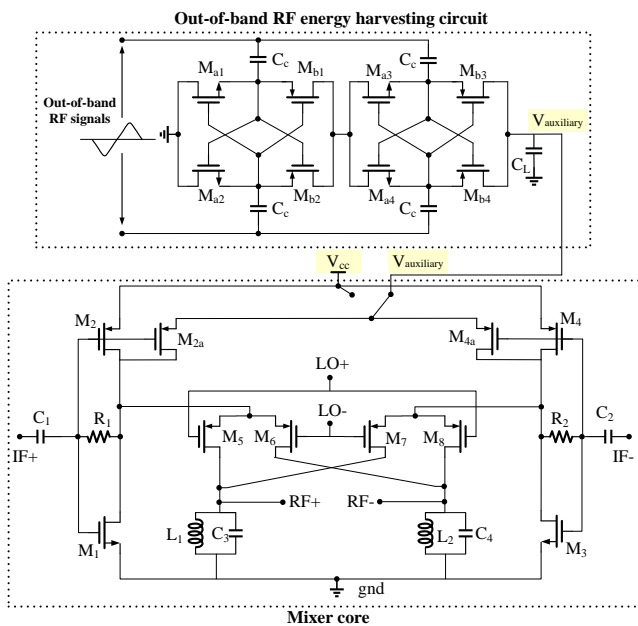 Out-of-band RF energy harvesting circuit
Cc Cc
Ma1 Mb1 Ma3 Mb3
Out-of-band
RF signals
Vauxiliary
CL
Ma2 Mb2 Ma4 Mb4
Cc Cc
Vcc Vauxiliary
M2 M2a M4a M4
LO+
C1 R1 LO- R2 C2
M5 M6 M7 M8
IF+ IF-
RF+ RF-
L1 C3 L2 C4
M1 M3
gnd
Mixer core